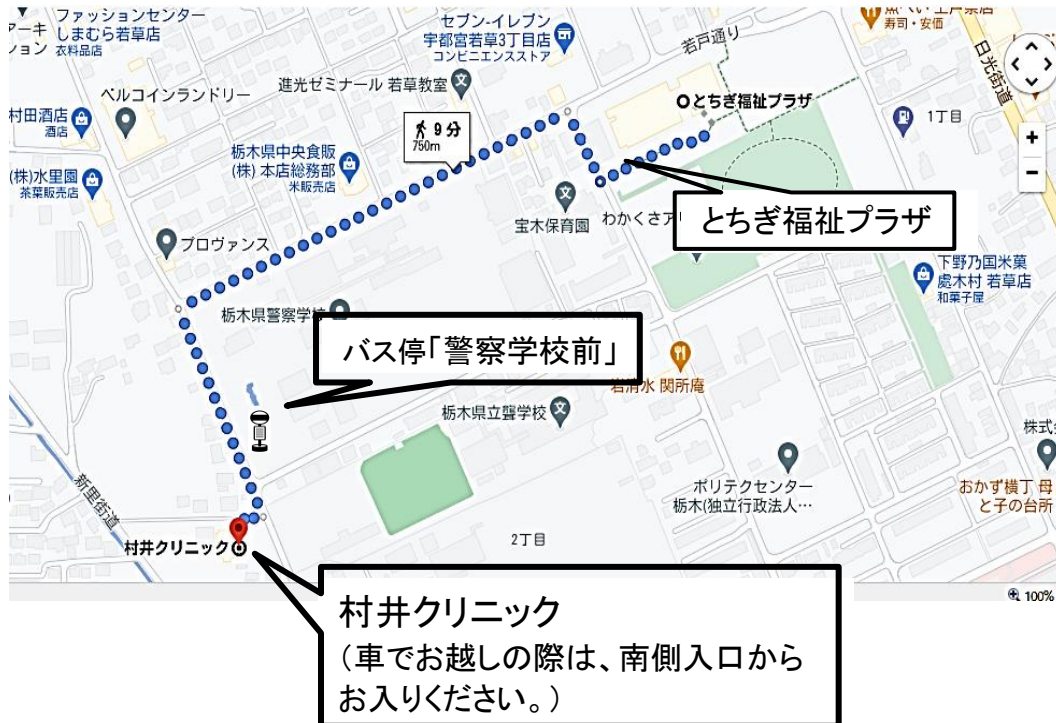 ファッションセンター
しまむら若草店
衣料品店
アーキ
ション
セブン-イレブン
宇都宮若草3丁目店
コンビニエンスストア
寿司・安価
若戸通り
日光街道
ベルコインランドリー
進光ゼミナール 若草教室
村田酒店
酒店
9 分
750m
とちぎ福祉プラザ
1丁目
栃木県中央食販
(株) 本店総務部
米販売店
(株)水里園
茶葉販売店
宝木保育園
わかくさア
とちぎ福祉プラザ
プロヴァンス
下野乃国米菓
處木村 若草店
和菓子屋
栃木県警察学校
バス停「警察学校前」
岩清水 関所庵
栃木県立聾学校
株式会
新里街道
ポリテクセンター
栃木(独立行政法人…
おかず横丁 母
と子の台所
村井クリニック
2丁目
100%
村井クリニック
(車でお越しの際は、南側入口から
お入りください。)